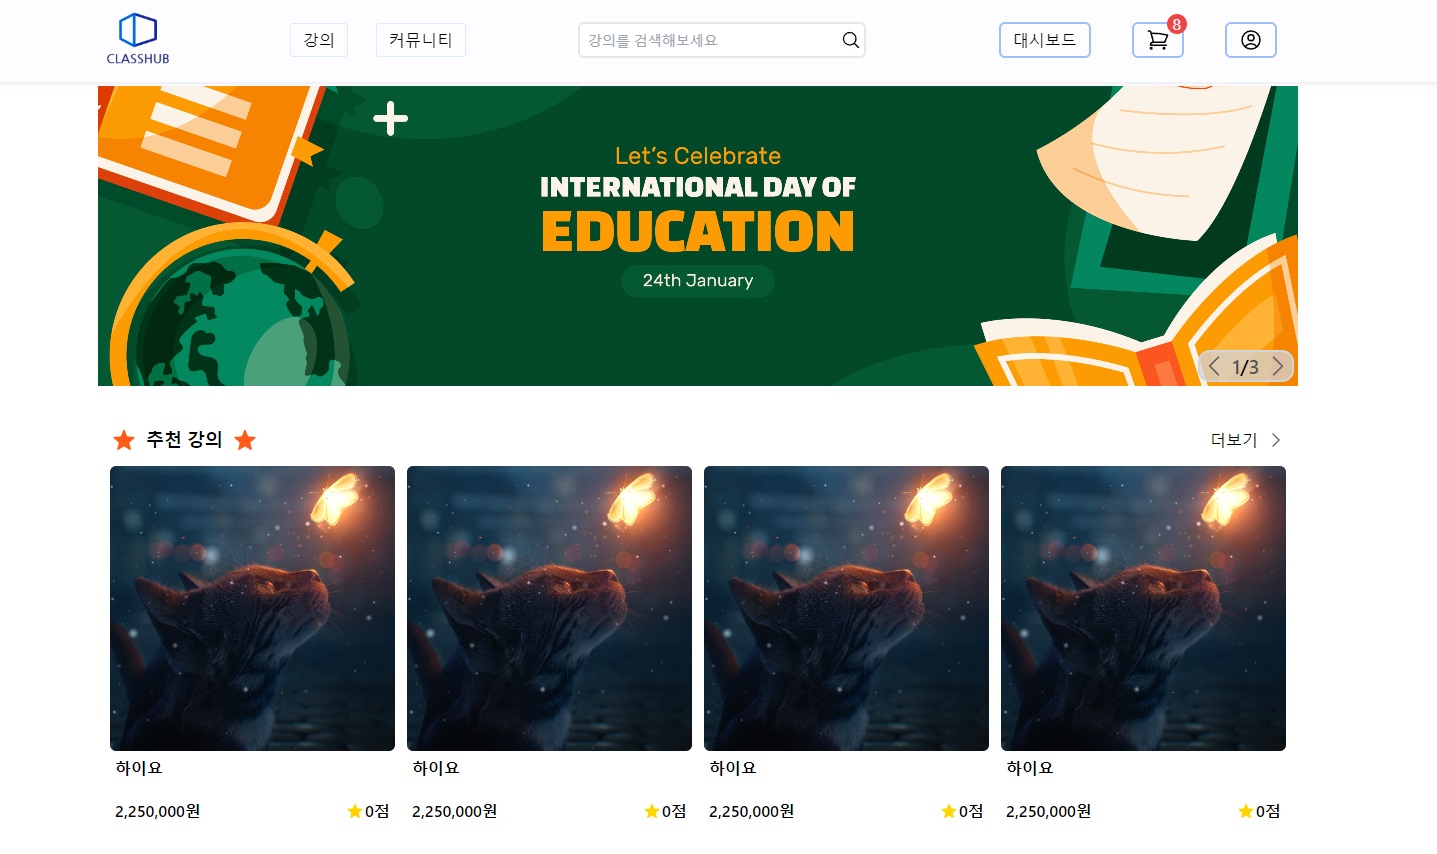 CLASSHUB
강의
커뮤니티
강의를 검색해보세요
대시보드
8
Let's Celebrate
INTERNATIONAL DAY OF
EDUCATION
24th January
1/3
추천 강의
더보기
하이요
2,250,000원
0점
하이요
2,250,000원
0점
하이요
2,250,000원
0점
하이요
2,250,000원
0점